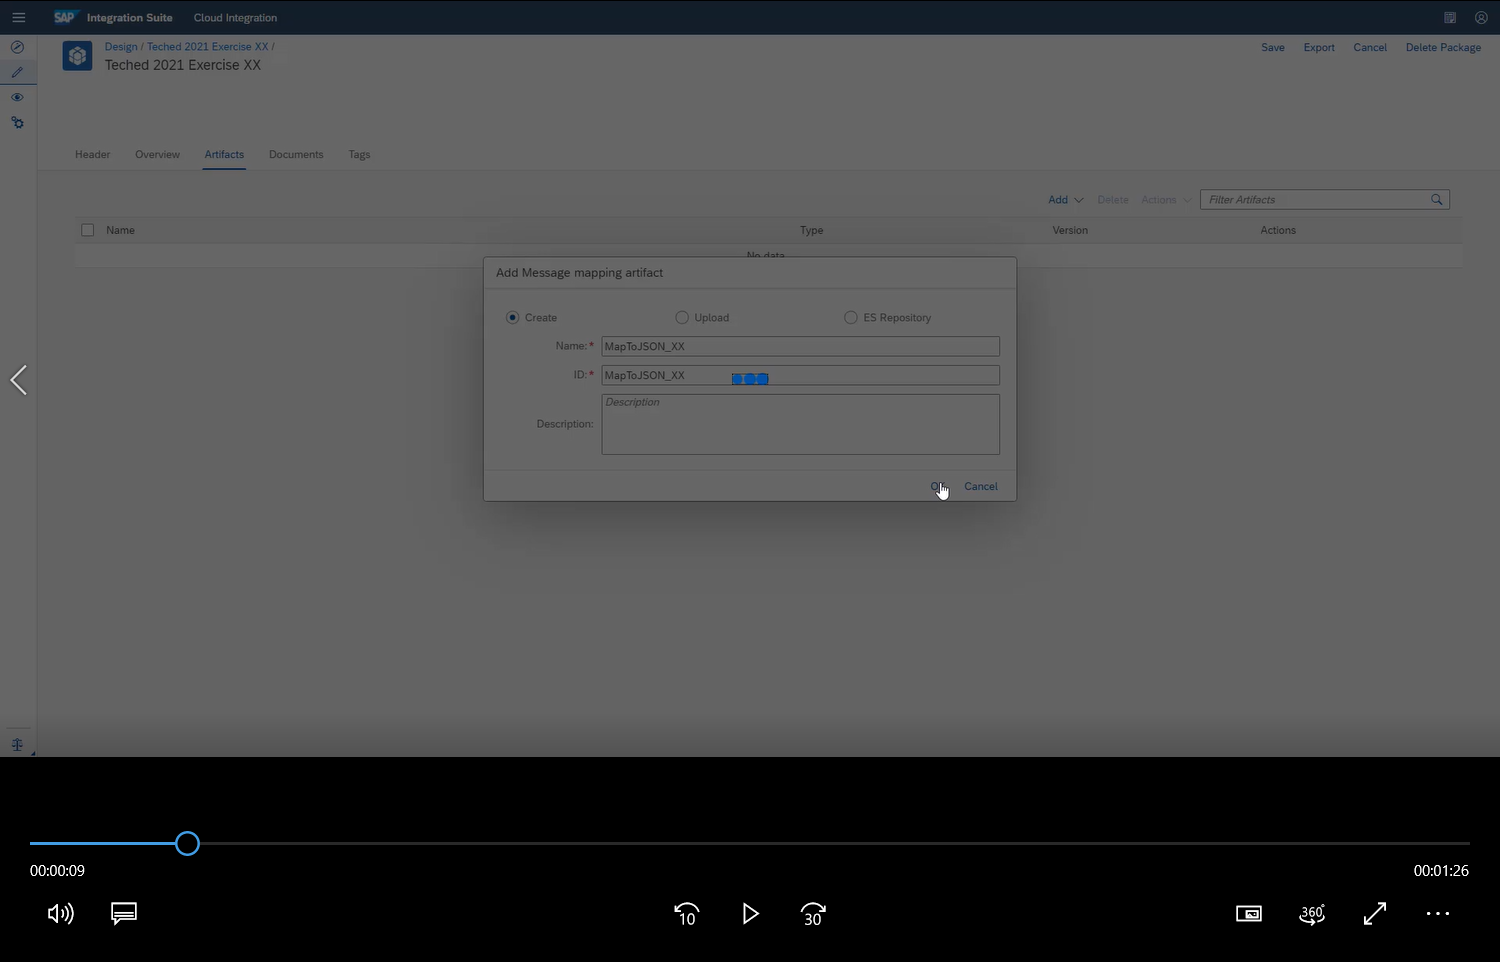 SAP Integration Suite Cloud Integration
Design / Teched 2021 Exercise XX /
Teched 2021 Exercise XX
Save Export Cancel Delete Package
Header Overview Artifacts Documents Tags
Add Delete Actions Filter Artifacts
Name Type Version Actions
No data
Add Message mapping artifact
Create Upload ES Repository
Name:* MapToJSON_XX
ID:* MapToJSON_XX
Description: Description
OK Cancel
00:00:09 00:01:26
10 30 360°